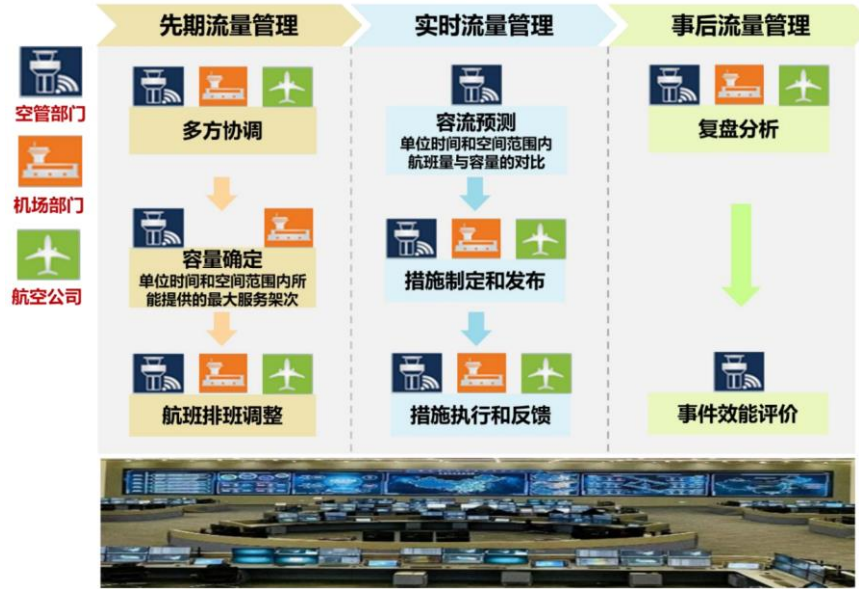 先期流量管理
实时流量管理
事后流量管理
空管部门
机场部门
航空公司
多方协调
容量确定
单位时间和空间范围内所
能提供的最大服务架次
航班排班调整
容流预测
单位时间和空间范围内
航班量与容量的对比
措施制定和发布
措施执行和反馈
复盘分析
事件效能评价